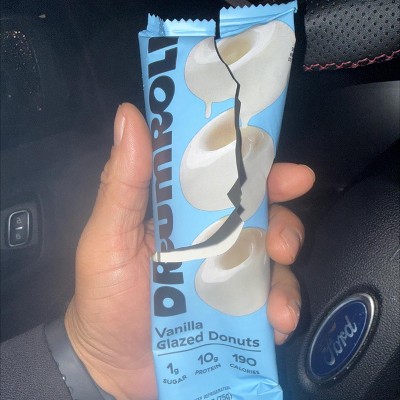 DRUMROLL
Vanilla
Glazed Donuts
1g 10g 190
SUGAR PROTEIN CALORIES
Ford